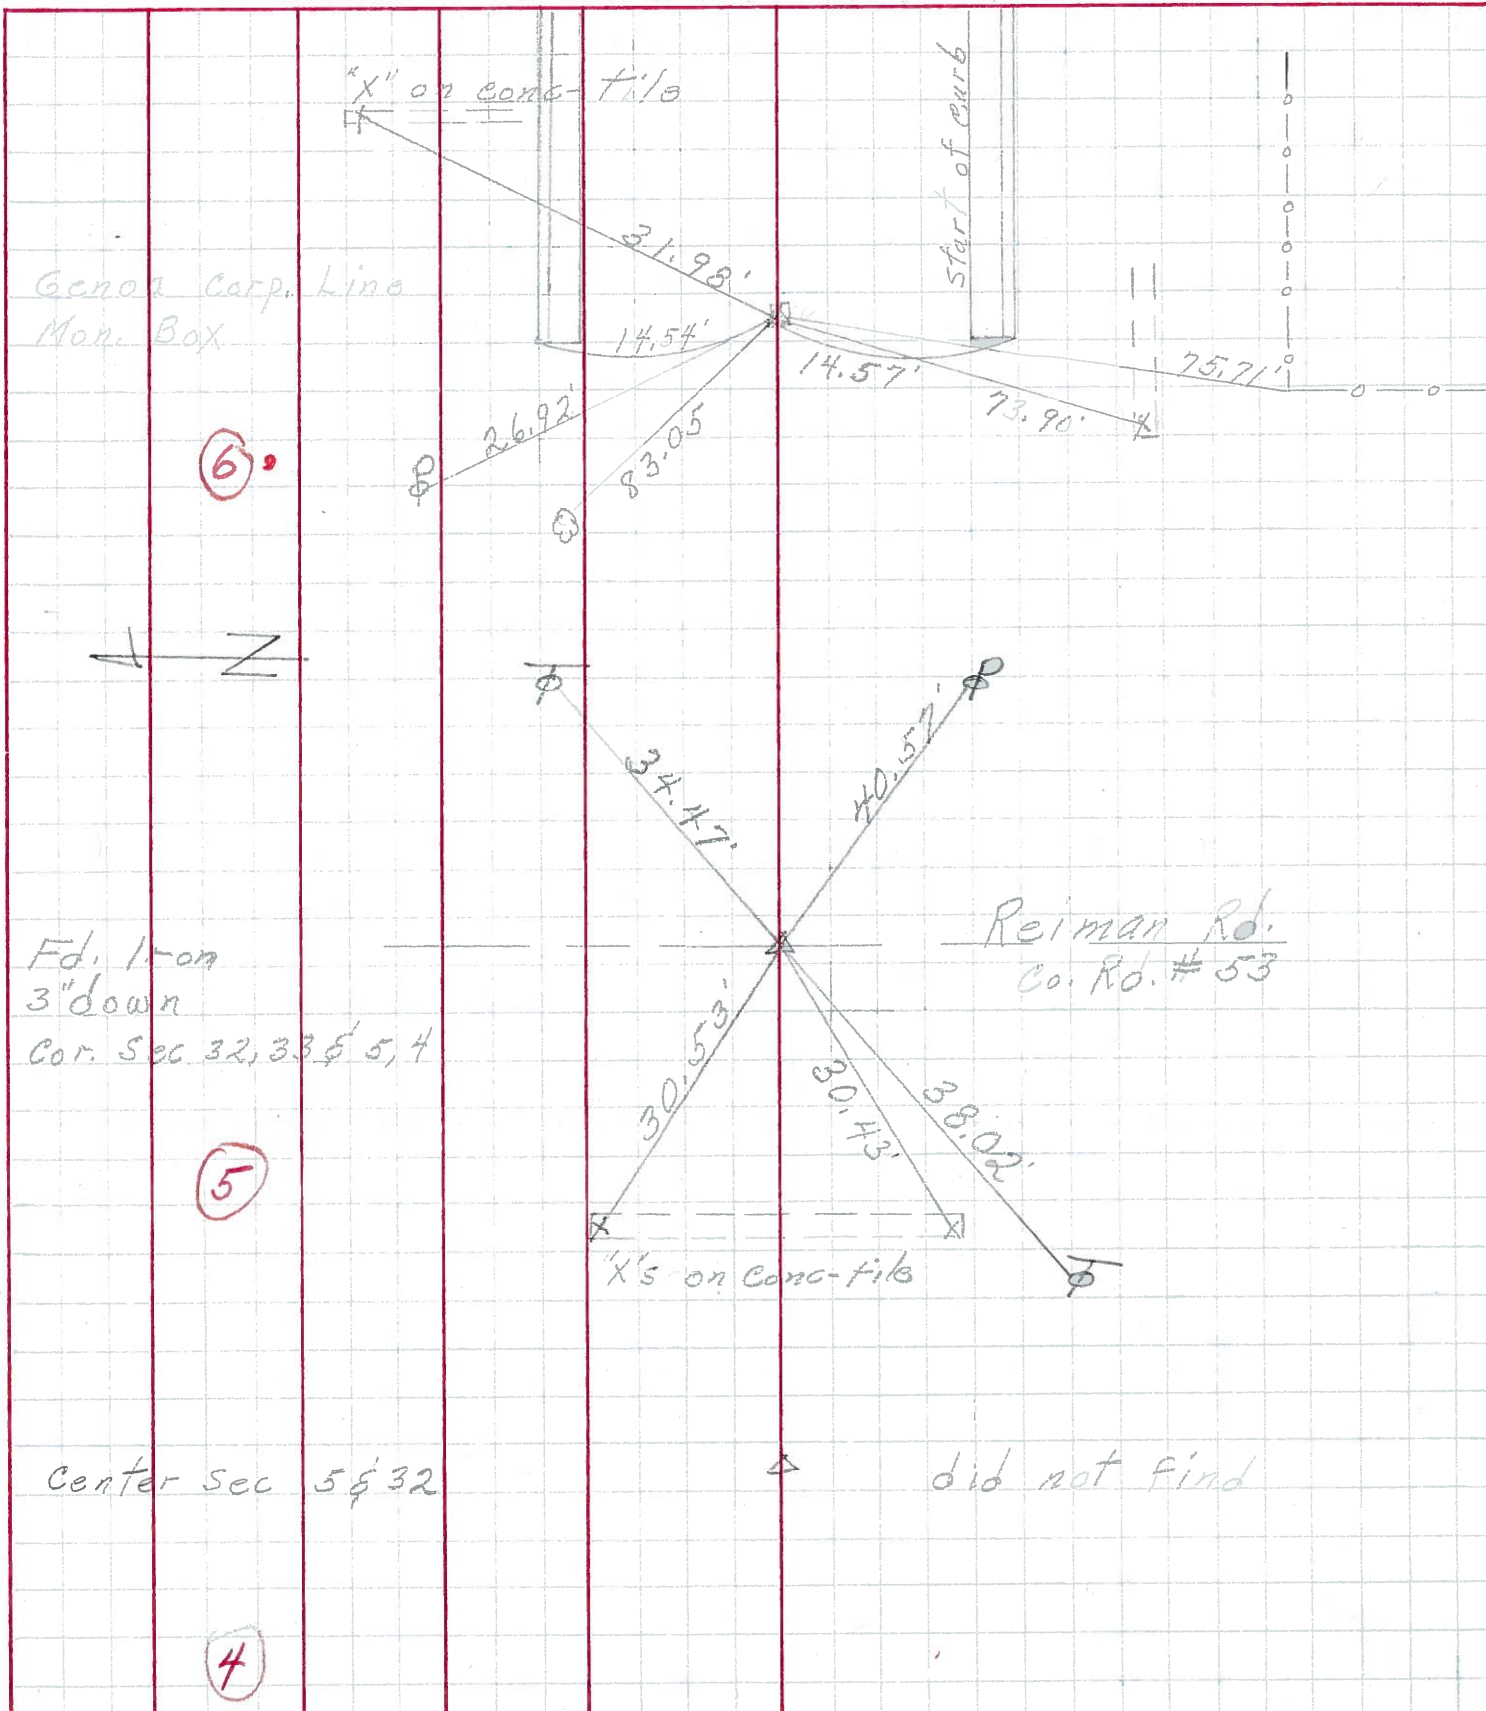 "X" on conc-tile
Start of curb
31.98'
Genoa Corp. Line
Mon. Box
14.54'
14.57'
75.71'
73.90'
26.92'
83.05
6
N
34.47'
40.57'
Reiman Rd.
Co. Rd. # 53
Fd. Iron
3" down
Cor. Sec 32, 33 & 5, 4
30.53'
30.43'
38.02'
5
"X"s on conc-tile
Center Sec 5 & 32
did not find
4